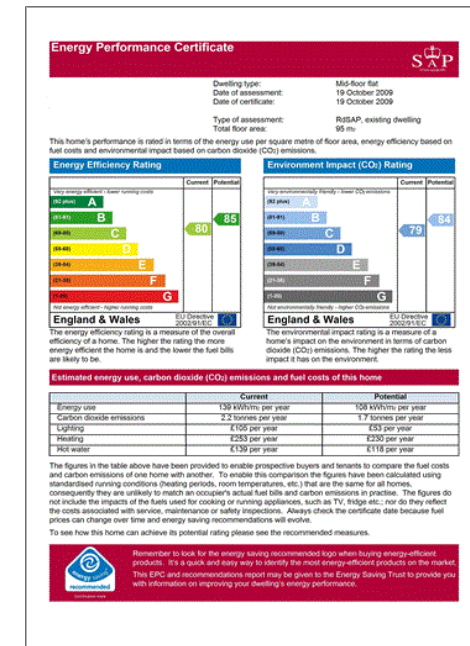 Energy Performance Certificate
SAP
Dwelling type: Mid-floor flat
Date of assessment: 19 October 2009
Date of certificate: 19 October 2009
Type of assessment: RdSAP, existing dwelling
Total floor area: 95 m2
This home's performance is rated in terms of the energy use per square metre of floor area, energy efficiency based on
fuel costs and environmental impact based on carbon dioxide (CO2) emissions.
Energy Efficiency Rating
Current Potential
Very energy efficient - lower running costs
(92 plus) A
(81-91) B
(69-80) C
(55-68) D
(39-54) E
(21-38) F
(1-20) G
80
85
Not energy efficient - higher running costs
England & Wales
EU Directive
2002/91/EC
The energy efficiency rating is a measure of the overall
efficiency of a home. The higher the rating the more
energy efficient the home is and the lower the fuel bills
are likely to be.
Environment Impact (CO2) Rating
Current Potential
Very environmentally friendly - lower CO2 emissions
(92 plus) A
(81-91) B
(69-80) C
(55-68) D
(39-54) E
(21-38) F
(1-20) G
79
84
Not environmentally friendly - higher CO2 emissions
England & Wales
EU Directive
2002/91/EC
The environmental impact rating is a measure of a
home's impact on the environment in terms of carbon
dioxide (CO2) emissions. The higher the rating the less
impact it has on the environment.
Estimated energy use, carbon dioxide (CO2) emissions and fuel costs of this home
Current Potential
Energy use 139 kWh/m2 per year 108 kWh/m2 per year
Carbon dioxide emissions 2.2 tonnes per year 1.7 tonnes per year
Lighting £105 per year £53 per year
Heating £253 per year £230 per year
Hot water £139 per year £118 per year
The figures in the table above have been provided to enable prospective buyers and tenants to compare the fuel costs
and carbon emissions of one home with another. To enable this comparison the figures have been calculated using
standardised running conditions (heating periods, room temperatures, etc.) that are the same for all homes,
consequently they are unlikely to match an occupier's actual fuel bills and carbon emissions in practise. The figures do
not include the impacts of the fuels used for cooking or running appliances, such as TV, fridge etc.; nor do they reflect
the costs associated with service, maintenance or safety inspections. Always check the certificate date because fuel
prices can change over time and energy saving recommendations will evolve.
To see how this home can achieve its potential rating please see the recommended measures.
energy saving
recommended
Certification mark
Remember to look for the energy saving recommended logo when buying energy-efficient
products. It's a quick and easy way to identify the most energy-efficient products on the market.
This EPC and recommendations report may be given to the Energy Saving Trust to provide you
with information on improving your dwelling's energy performance.